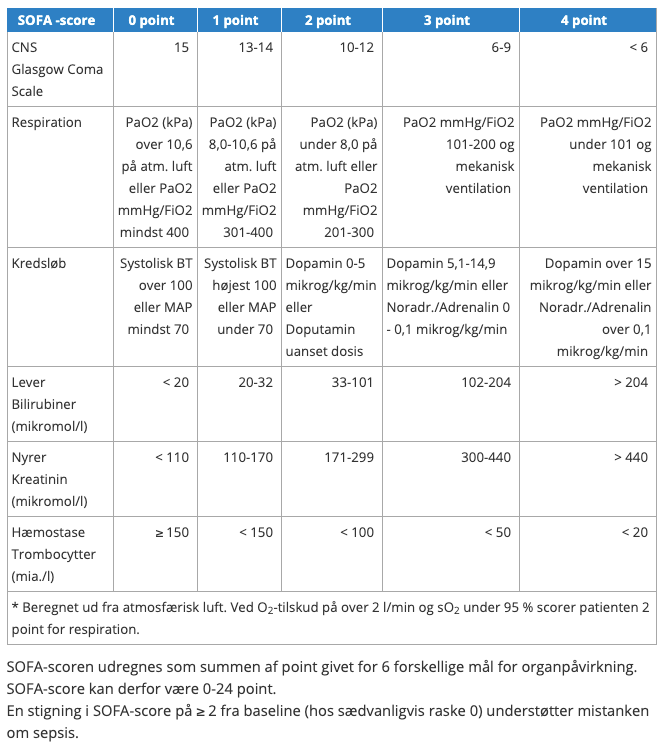 SOFA -score 0 point 1 point 2 point 3 point 4 point
CNS 15 13-14 10-12 6-9 < 6
Glasgow Coma
Scale
Respiration PaO2 (kPa) PaO2 (kPa) PaO2 (kPa) PaO2 mmHg/FiO2 PaO2 mmHg/FiO2
over 10,6 8,0-10,6 på under 8,0 på 101-200 og under 101 og
på atm. luft atm. luft atm. luft eller mekanisk mekanisk
eller PaO2 eller PaO2 PaO2 ventilation ventilation
mmHg/FiO2 mmHg/FiO2 mmHg/FiO2
mindst 400 301-400 201-300
Kredsløb Systolisk BT Systolisk BT Dopamin 0-5 Dopamin 5,1-14,9 Dopamin over 15
over 100 højest 100 mikrog/kg/min mikrog/kg/min eller mikrog/kg/min eller
eller MAP eller MAP eller Noradr./Adrenalin 0 Noradr./Adrenalin
mindst 70 under 70 Doputamin - 0,1 mikrog/kg/min over 0,1
uanset dosis mikrog/kg/min
Lever < 20 20-32 33-101 102-204 > 204
Bilirubiner
(mikromol/l)
Nyrer < 110 110-170 171-299 300-440 > 440
Kreatinin
(mikromol/l)
Hæmostase ≥ 150 < 150 < 100 < 50 < 20
Trombocytter
(mia./l)
* Beregnet ud fra atmosfærisk luft. Ved O₂-tilskud på over 2 l/min og sO₂ under 95 % scorer patienten 2
point for respiration.
SOFA-scoren udregnes som summen af point givet for 6 forskellige mål for organpåvirkning.
SOFA-score kan derfor være 0-24 point.
En stigning i SOFA-score på ≥ 2 fra baseline (hos sædvanligvis raske 0) understøtter mistanken
om sepsis.